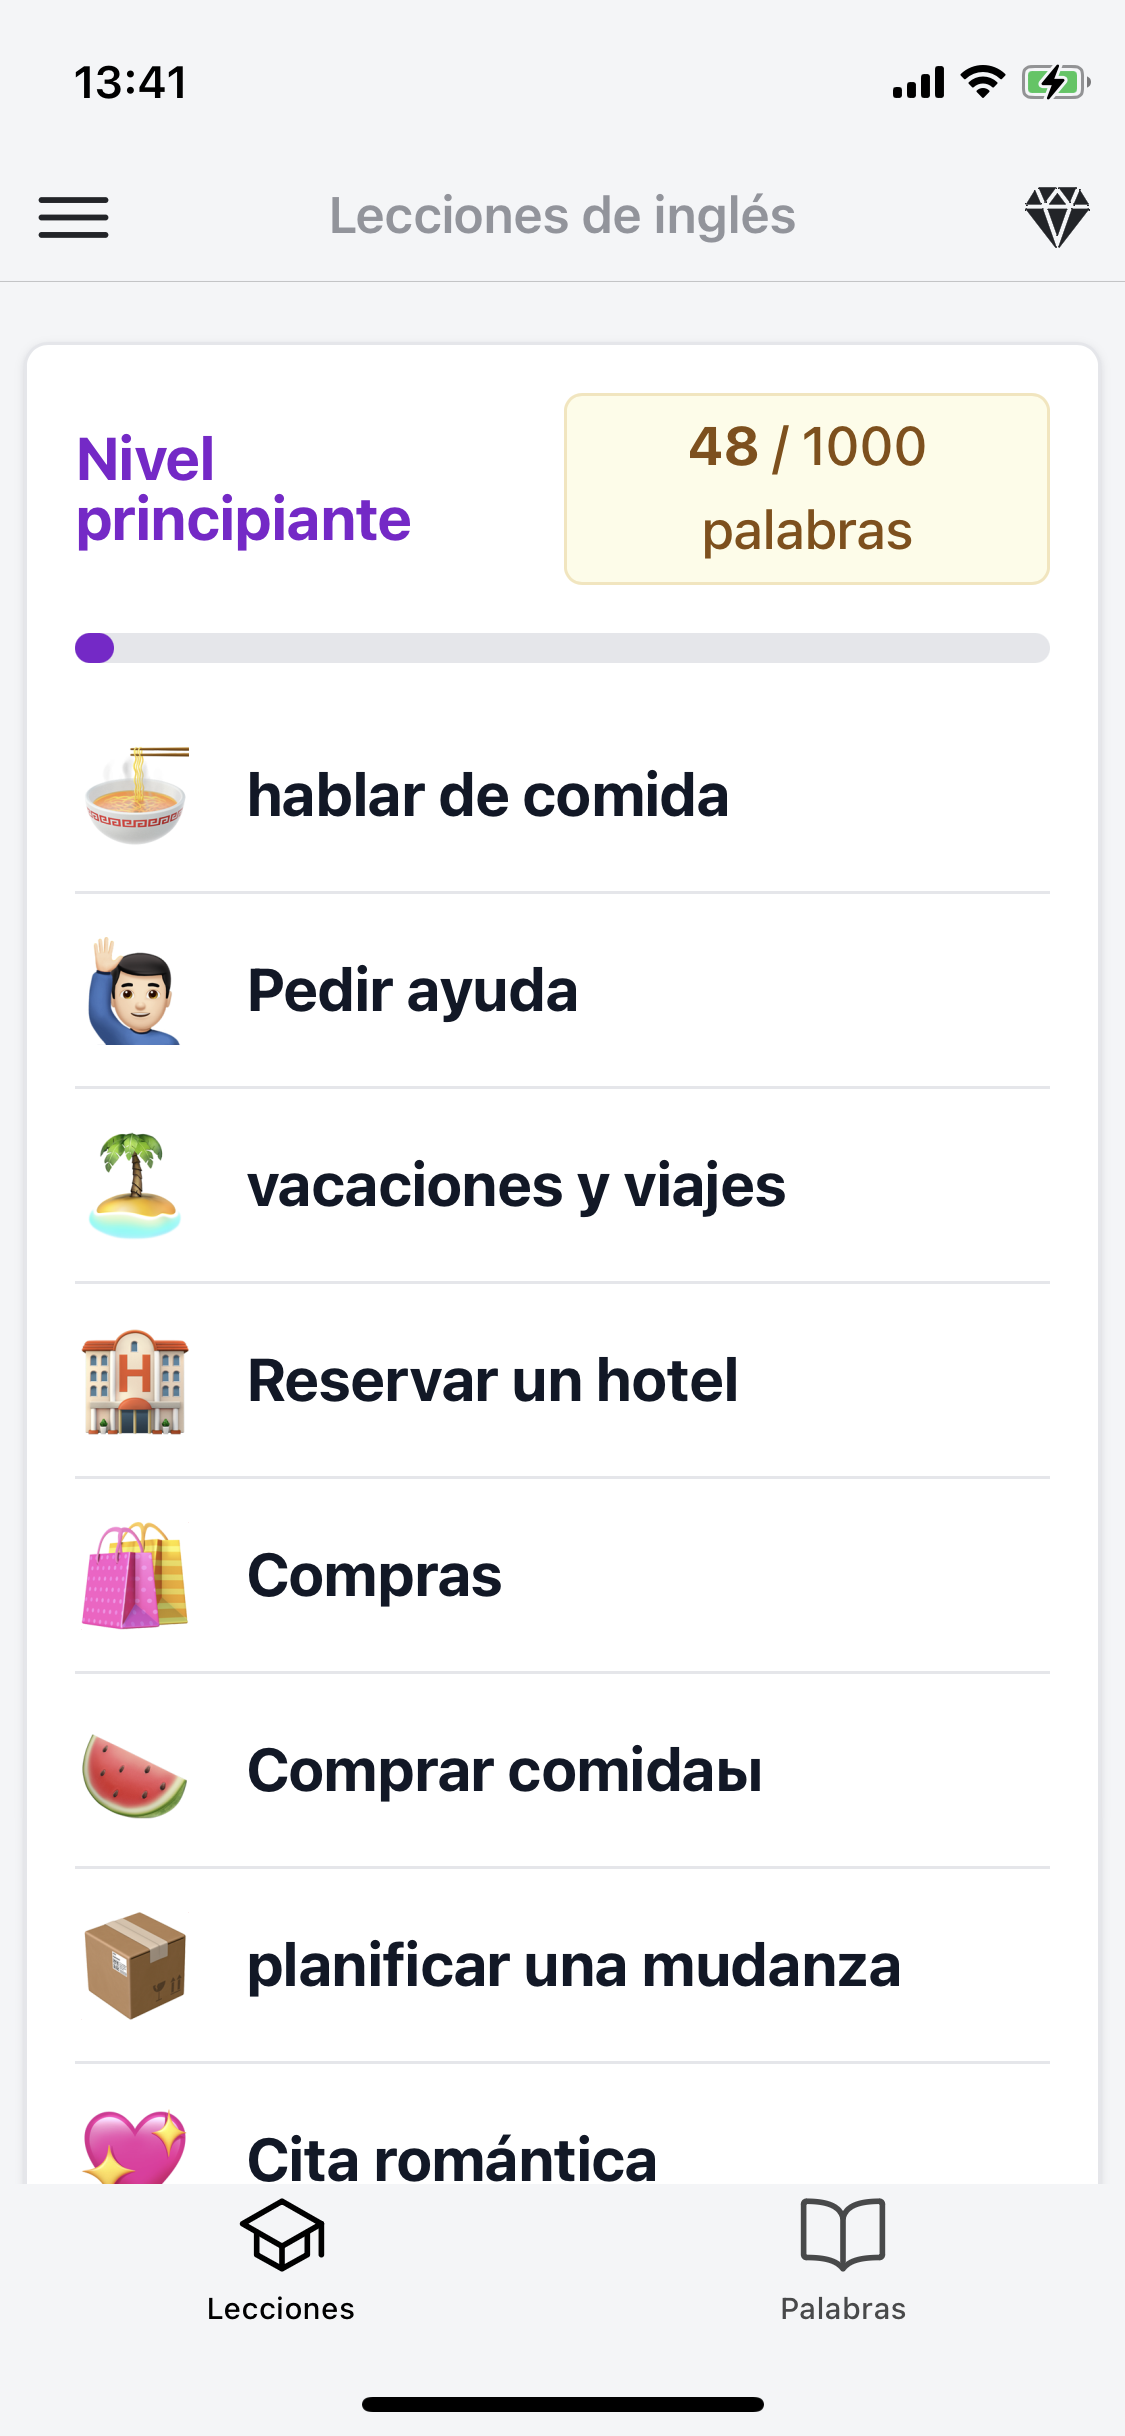 13:41
Lecciones de inglés
Nivel
principiante
48 / 1000
palabras
hablar de comida
Pedir ayuda
vacaciones y viajes
H
Reservar un hotel
Compras
Comprar comidaы
planificar una mudanza
Cita romántica
Lecciones
Palabras